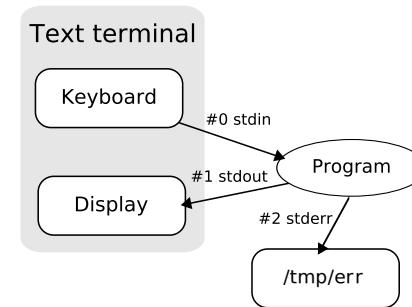 Text terminal
Keyboard
#0 stdin
Program
#1 stdout
Display
#2 stderr
/tmp/err